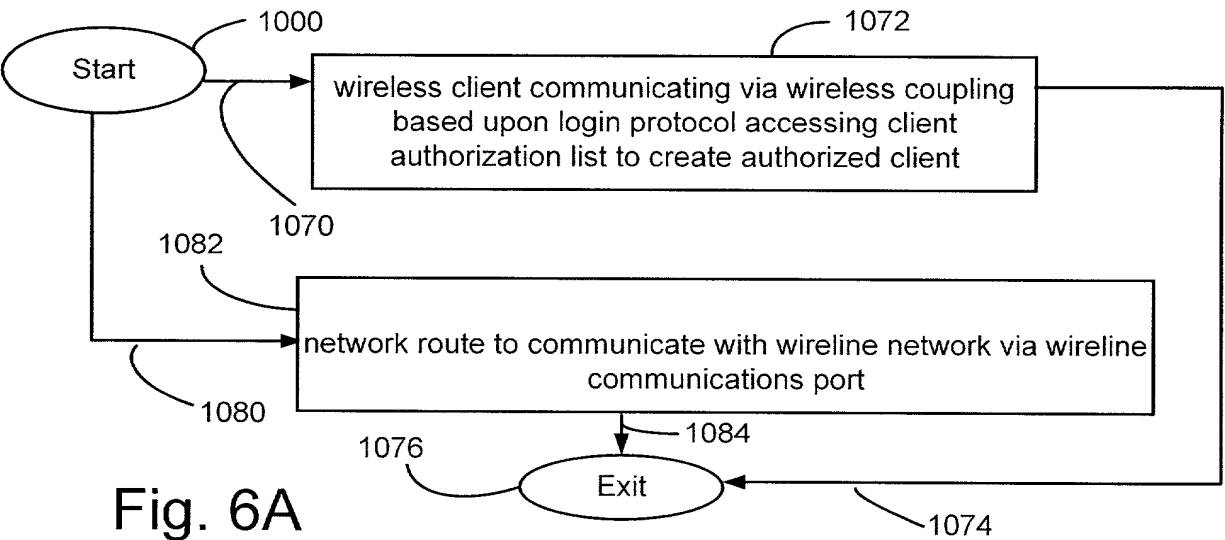 1000
1072
Start
wireless client communicating via wireless coupling
based upon login protocol accessing client
authorization list to create authorized client
1070
1082
network route to communicate with wireline network via wireline
communications port
1080
1084
1076
Exit
Fig. 6A
1074